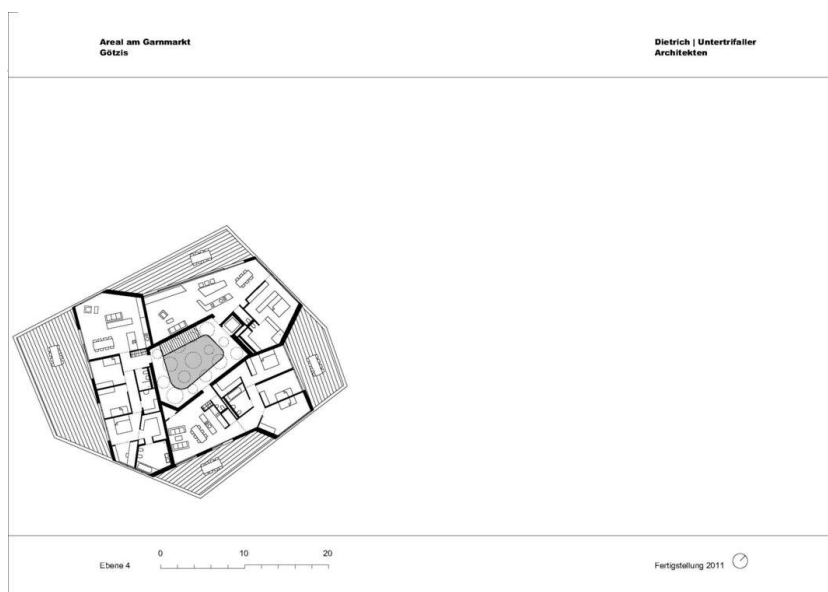 Areal am Garnmarkt
Götzis
Dietrich | Untertrifaller
Architekten
Ebene 4
0 10 20
Fertigstellung 2011